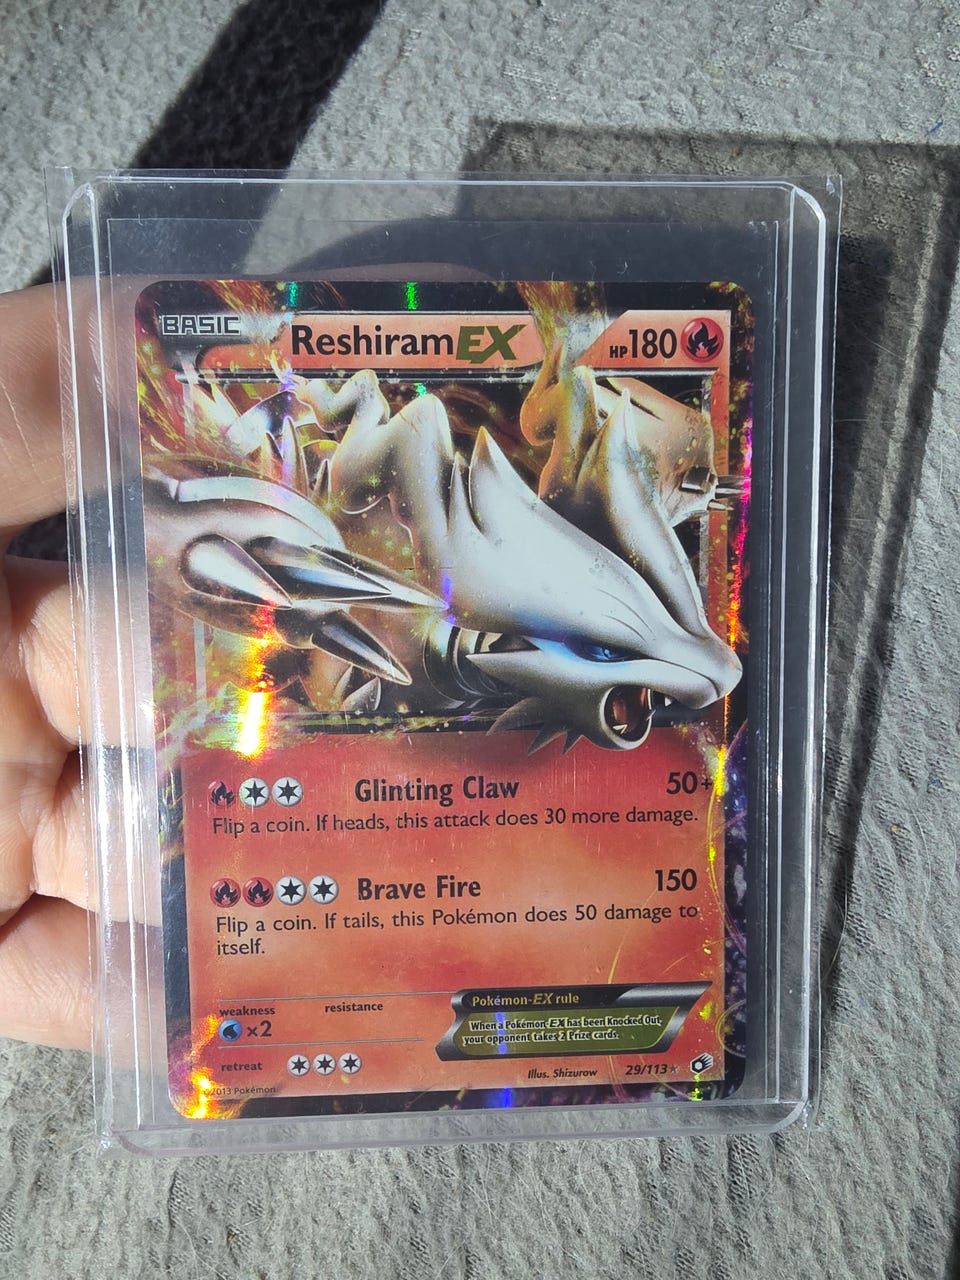 BASIC
ReshiramEX
HP180
Glinting Claw 50+
Flip a coin. If heads, this attack does 30 more damage.
Brave Fire 150
Flip a coin. If tails, this Pokémon does 50 damage to
itself.
weakness resistance
×2
Pokémon-EX rule
When a Pokémon-EX has been Knocked Out,
your opponent takes 2 Prize cards.
retreat
Illus. Shizurow 29/113
©2013 Pokémon